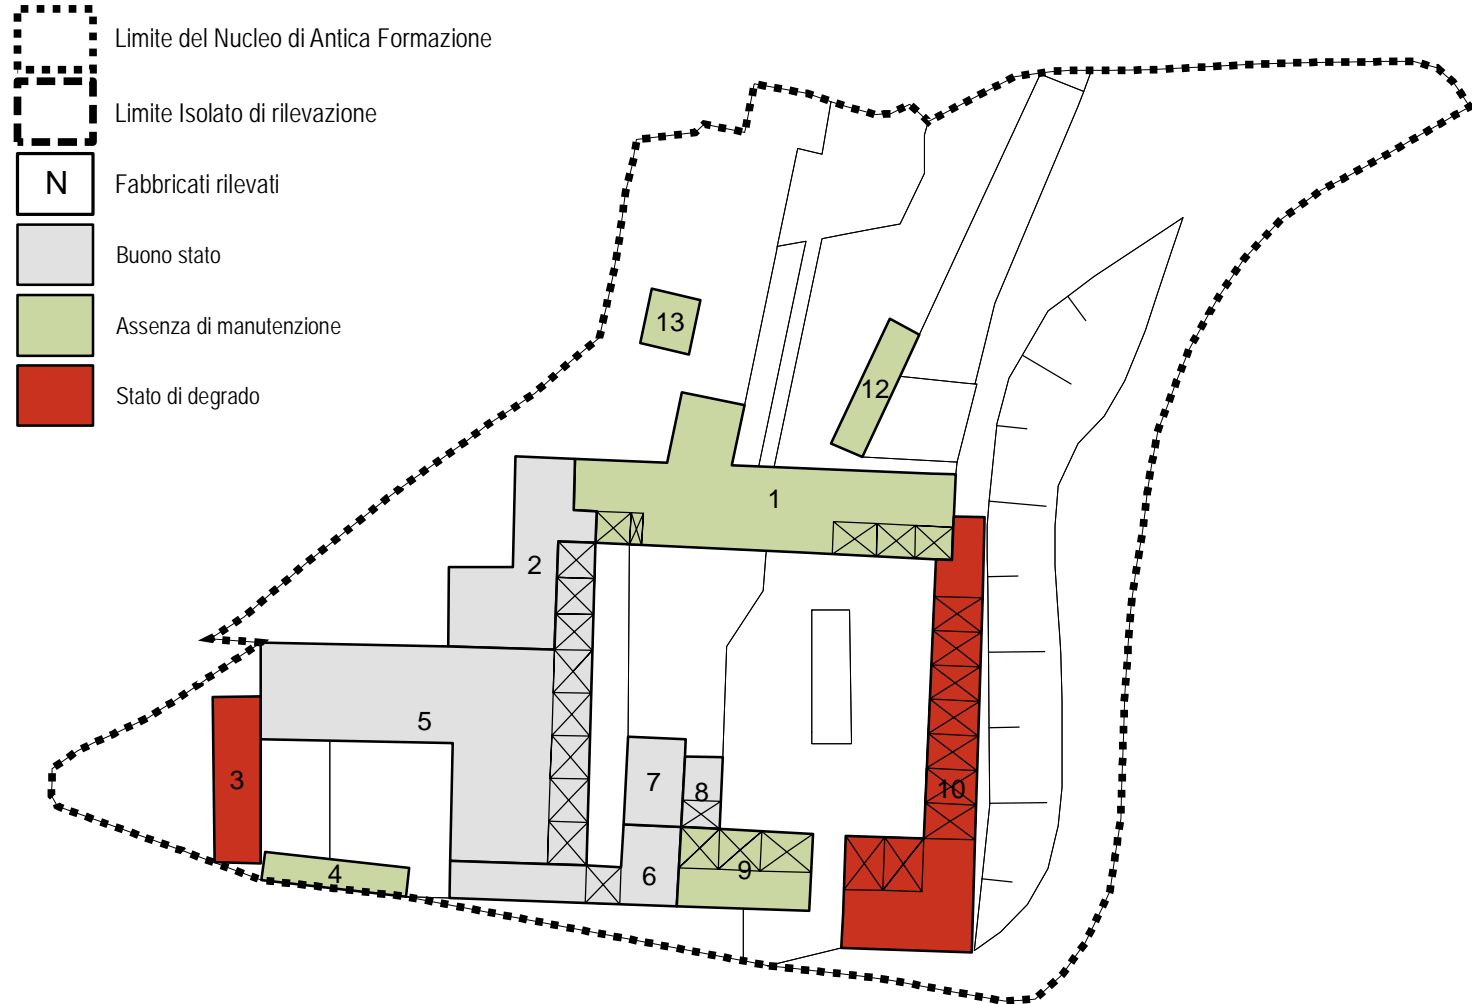 Limite del Nucleo di Antica Formazione
Limite Isolato di rilevazione
N Fabbricati rilevati
Buono stato
Assenza di manutenzione
Stato di degrado
13
12
1
2
5
3
7
8
10
4
6
9